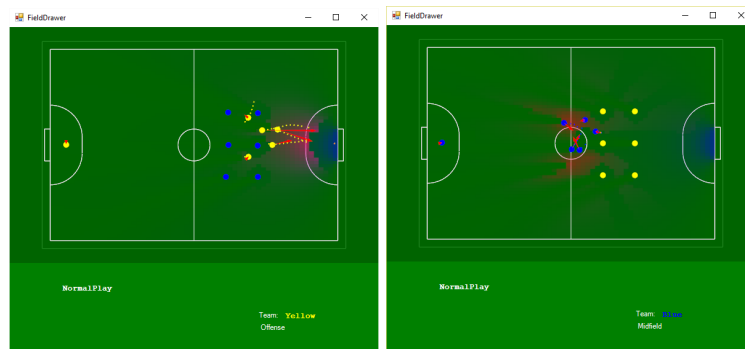 FieldDrawer
NormalPlay
Team: Yellow
Offense
FieldDrawer
NormalPlay
Team: Blue
Midfield